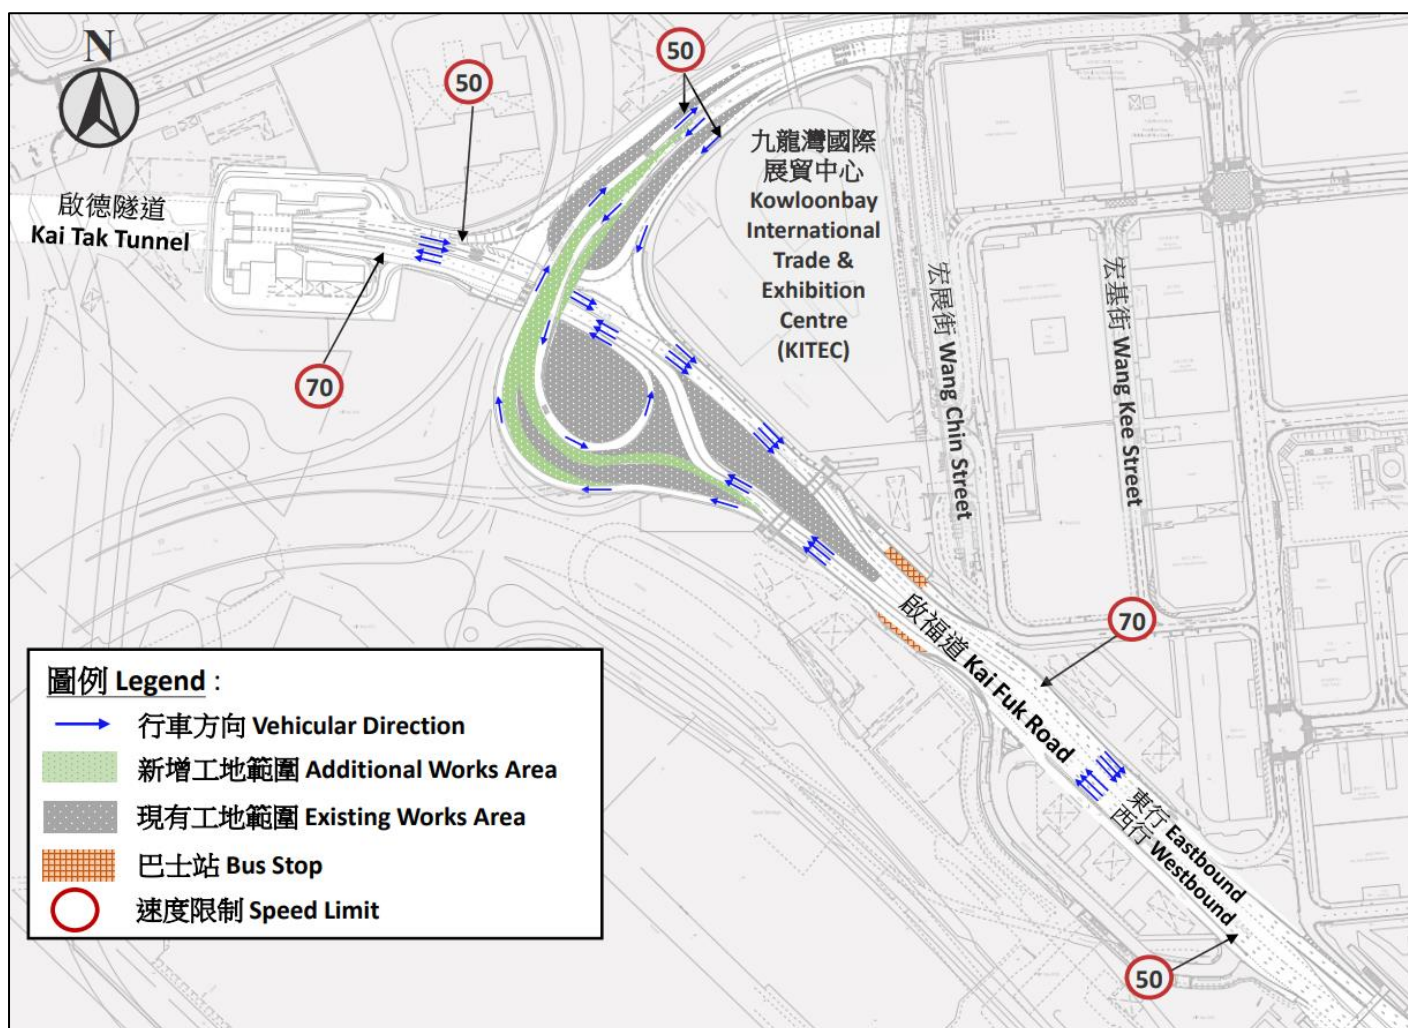 N
50
50
啟德隧道
Kai Tak Tunnel
九龍灣國際
展貿中心
Kowloonbay
International
Trade &
Exhibition
Centre
(KITEC)
宏展街 Wang Chin Street
宏基街 Wang Kee Street
70
70
啟福道 Kai Fuk Road
東行 Eastbound
西行 Westbound
50
圖例 Legend :
行車方向 Vehicular Direction
新增工地範圍 Additional Works Area
現有工地範圍 Existing Works Area
巴士站 Bus Stop
速度限制 Speed Limit